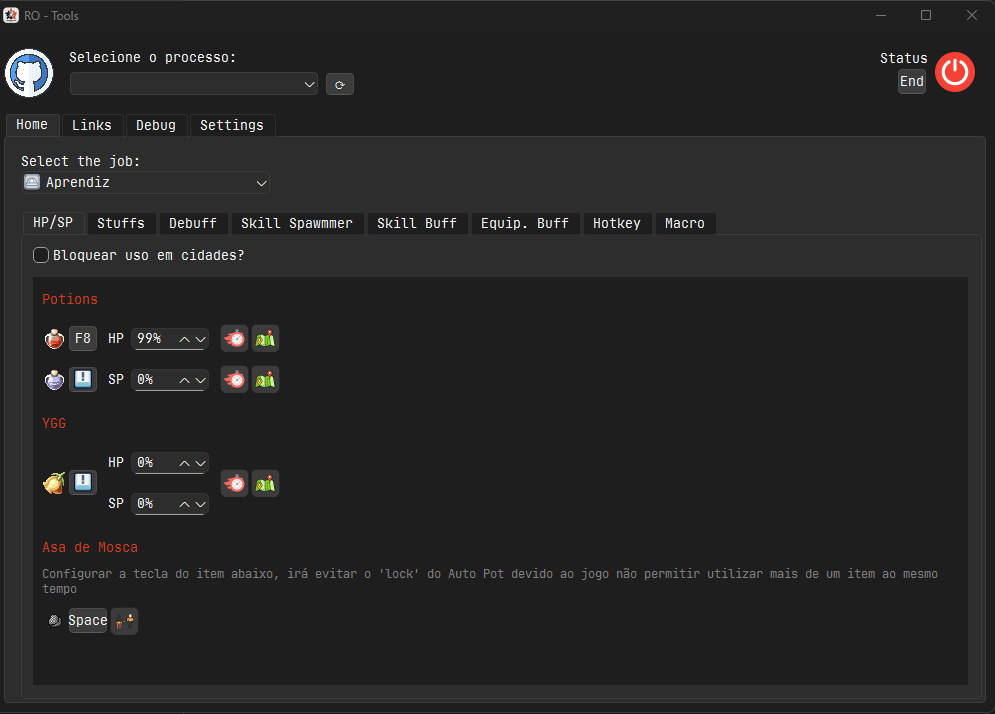 RO - Tools
Selecione o processo:
Status
End
Home Links Debug Settings
Select the job:
Aprendiz
HP/SP Stuffs Debuff Skill Spawmmer Skill Buff Equip. Buff Hotkey Macro
Bloquear uso em cidades?
Potions
F8 HP 99%
SP 0%
YGG
HP 0%
SP 0%
Asa de Mosca
Configurar a tecla do item abaixo, irá evitar o 'lock' do Auto Pot devido ao jogo não permitir utilizar mais de um item ao mesmo
tempo
Space